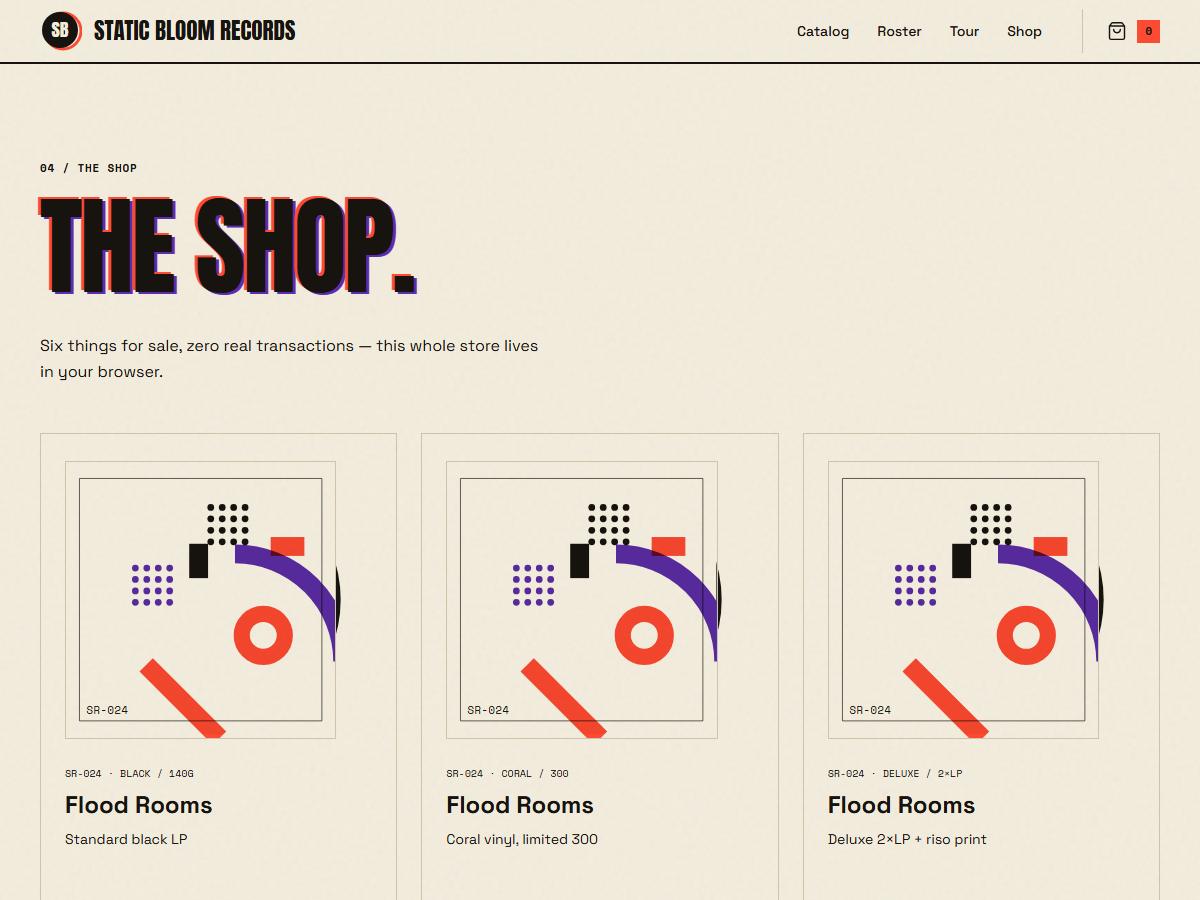 SB STATIC BLOOM RECORDS
Catalog Roster Tour Shop 0
04 / THE SHOP
THE SHOP.
Six things for sale, zero real transactions — this whole store lives
in your browser.
SR-024
SR-024 · BLACK / 140G
Flood Rooms
Standard black LP
SR-024
SR-024 · CORAL / 300
Flood Rooms
Coral vinyl, limited 300
SR-024
SR-024 · DELUXE / 2×LP
Flood Rooms
Deluxe 2×LP + riso print